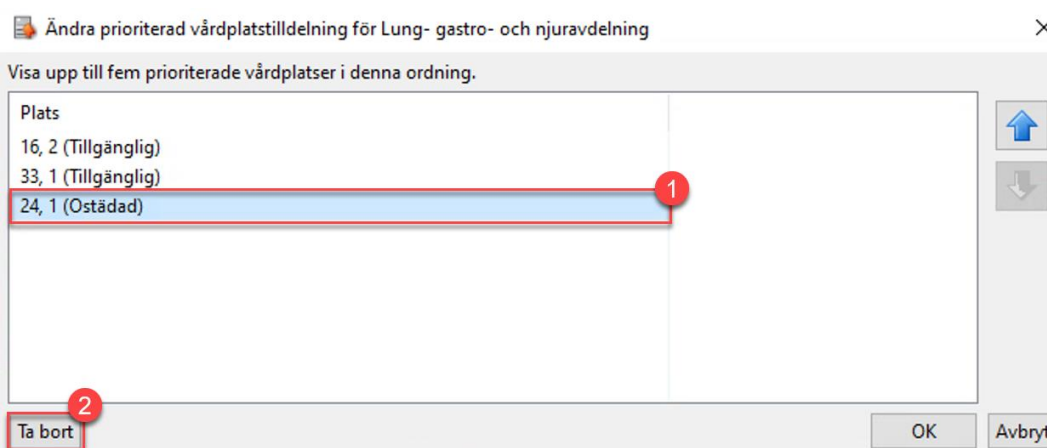 Ändra prioriterad vårdplatstilldelning för Lung- gastro- och njuravdelning
Visa upp till fem prioriterade vårdplatser i denna ordning.
Plats
16, 2 (Tillgänglig)
33, 1 (Tillgänglig)
1
24, 1 (Ostädad)
2
Ta bort
OK
Avbryt